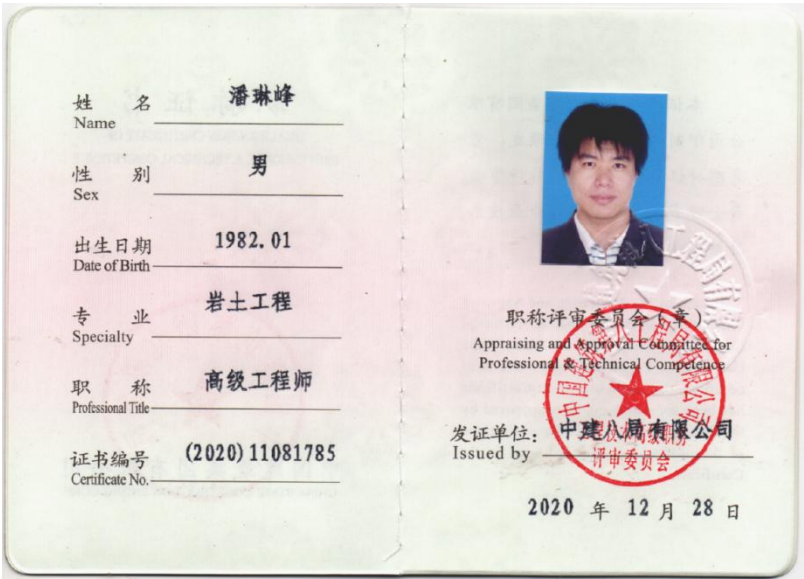 姓 名 潘琳峰
Name
性 别 男
Sex
出生日期 1982.01
Date of Birth
专 业 岩土工程
Specialty
职 称 高级工程师
Professional Title
证书编号 (2020)11081785
Certificate No.
职称评审委员会（章）
Appraising and Approval Committee for
Professional & Technical Competence
发证单位: 中建八局有限公司
Issued by
评审委员会
2020 年 12 月 28 日